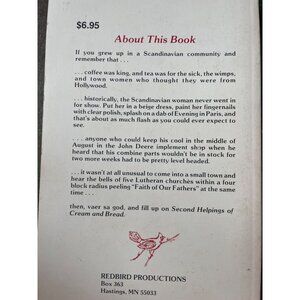 $6.95
About This Book
If you grew up in a Scandinavian community and
remember that . . .
. . . coffee was king, and tea was for the sick, the wimps,
and town women who thought they were from
Hollywood.
. . . historically, the Scandinavian woman never went in
for show. Put her in a beige dress, paint her fingernails
with clear polish, splash on a dab of Evening in Paris, and
that's about as much flash as you could ever expect to
see.
. . . anyone who could keep his cool in the middle of
August in the John Deere implement shop when he
heard that his combine parts wouldn't be in stock for
two more weeks had to be pretty level headed.
. . . it wasn't at all unusual to come into a small town and
hear the bells of five Lutheran churches within a four
block radius peeling "Faith of Our Fathers" at the same
time . . .
then, vaer sa god, and fill up on Second Helpings of
Cream and Bread.
REDBIRD PRODUCTIONS
Box 363
Hastings, MN 55033